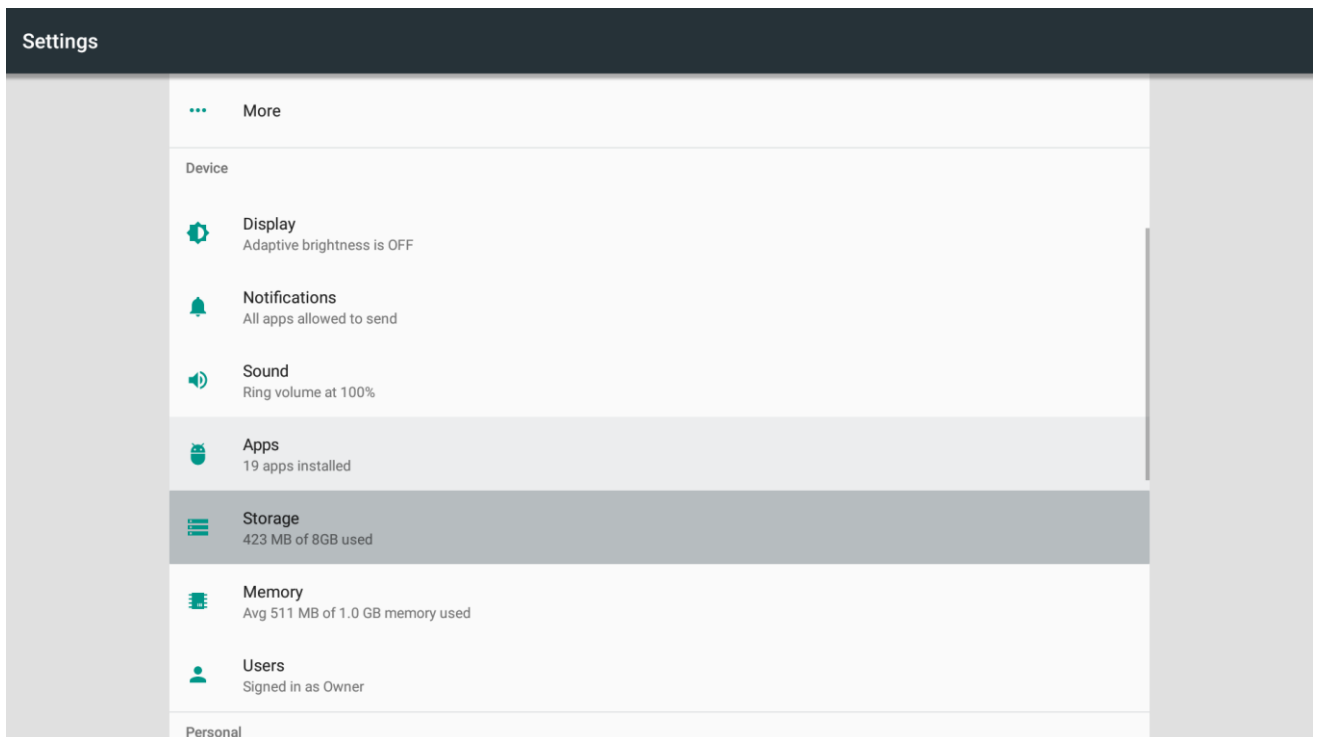 Settings
More
Device
Display
Adaptive brightness is OFF
Notifications
All apps allowed to send
Sound
Ring volume at 100%
Apps
19 apps installed
Storage
423 MB of 8GB used
Memory
Avg 511 MB of 1.0 GB memory used
Users
Signed in as Owner
Personal